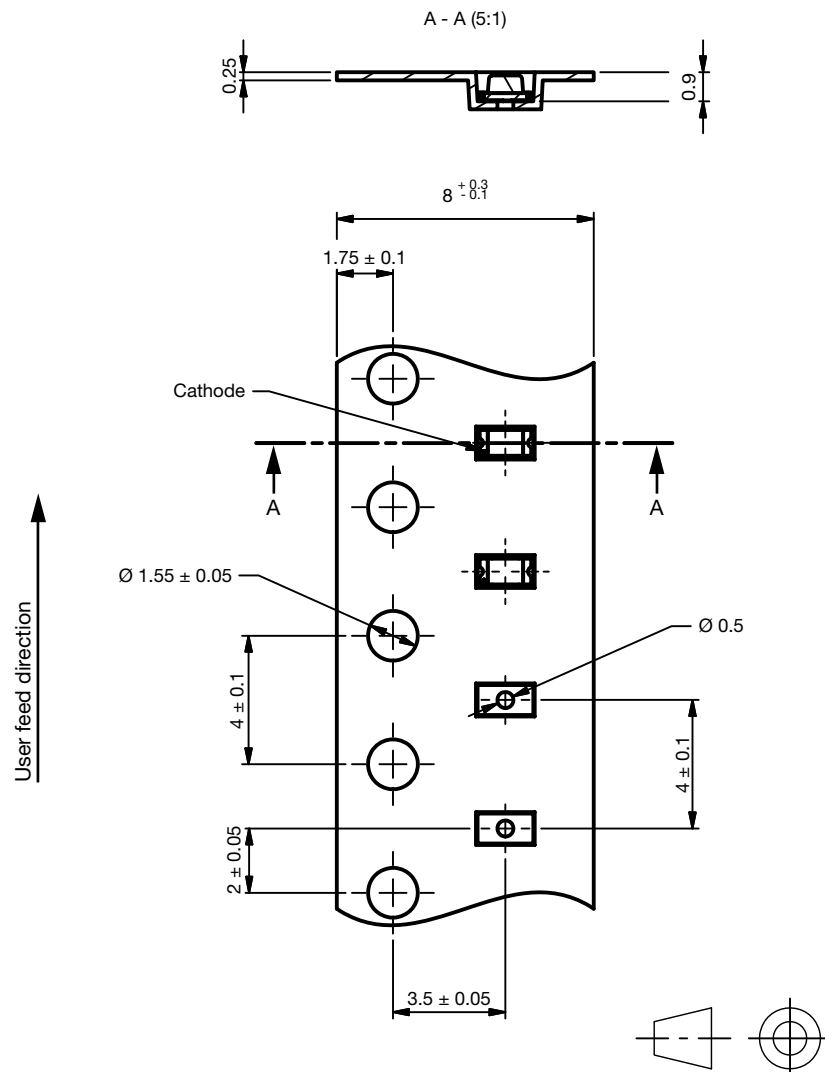 A - A (5:1)
0.25
0.9
8 + 0.3
- 0.1
1.75 ± 0.1
Cathode
A
A
Ø 1.55 ± 0.05
Ø 0.5
User feed direction
4 ± 0.1
4 ± 0.1
2 ± 0.05
3.5 ± 0.05